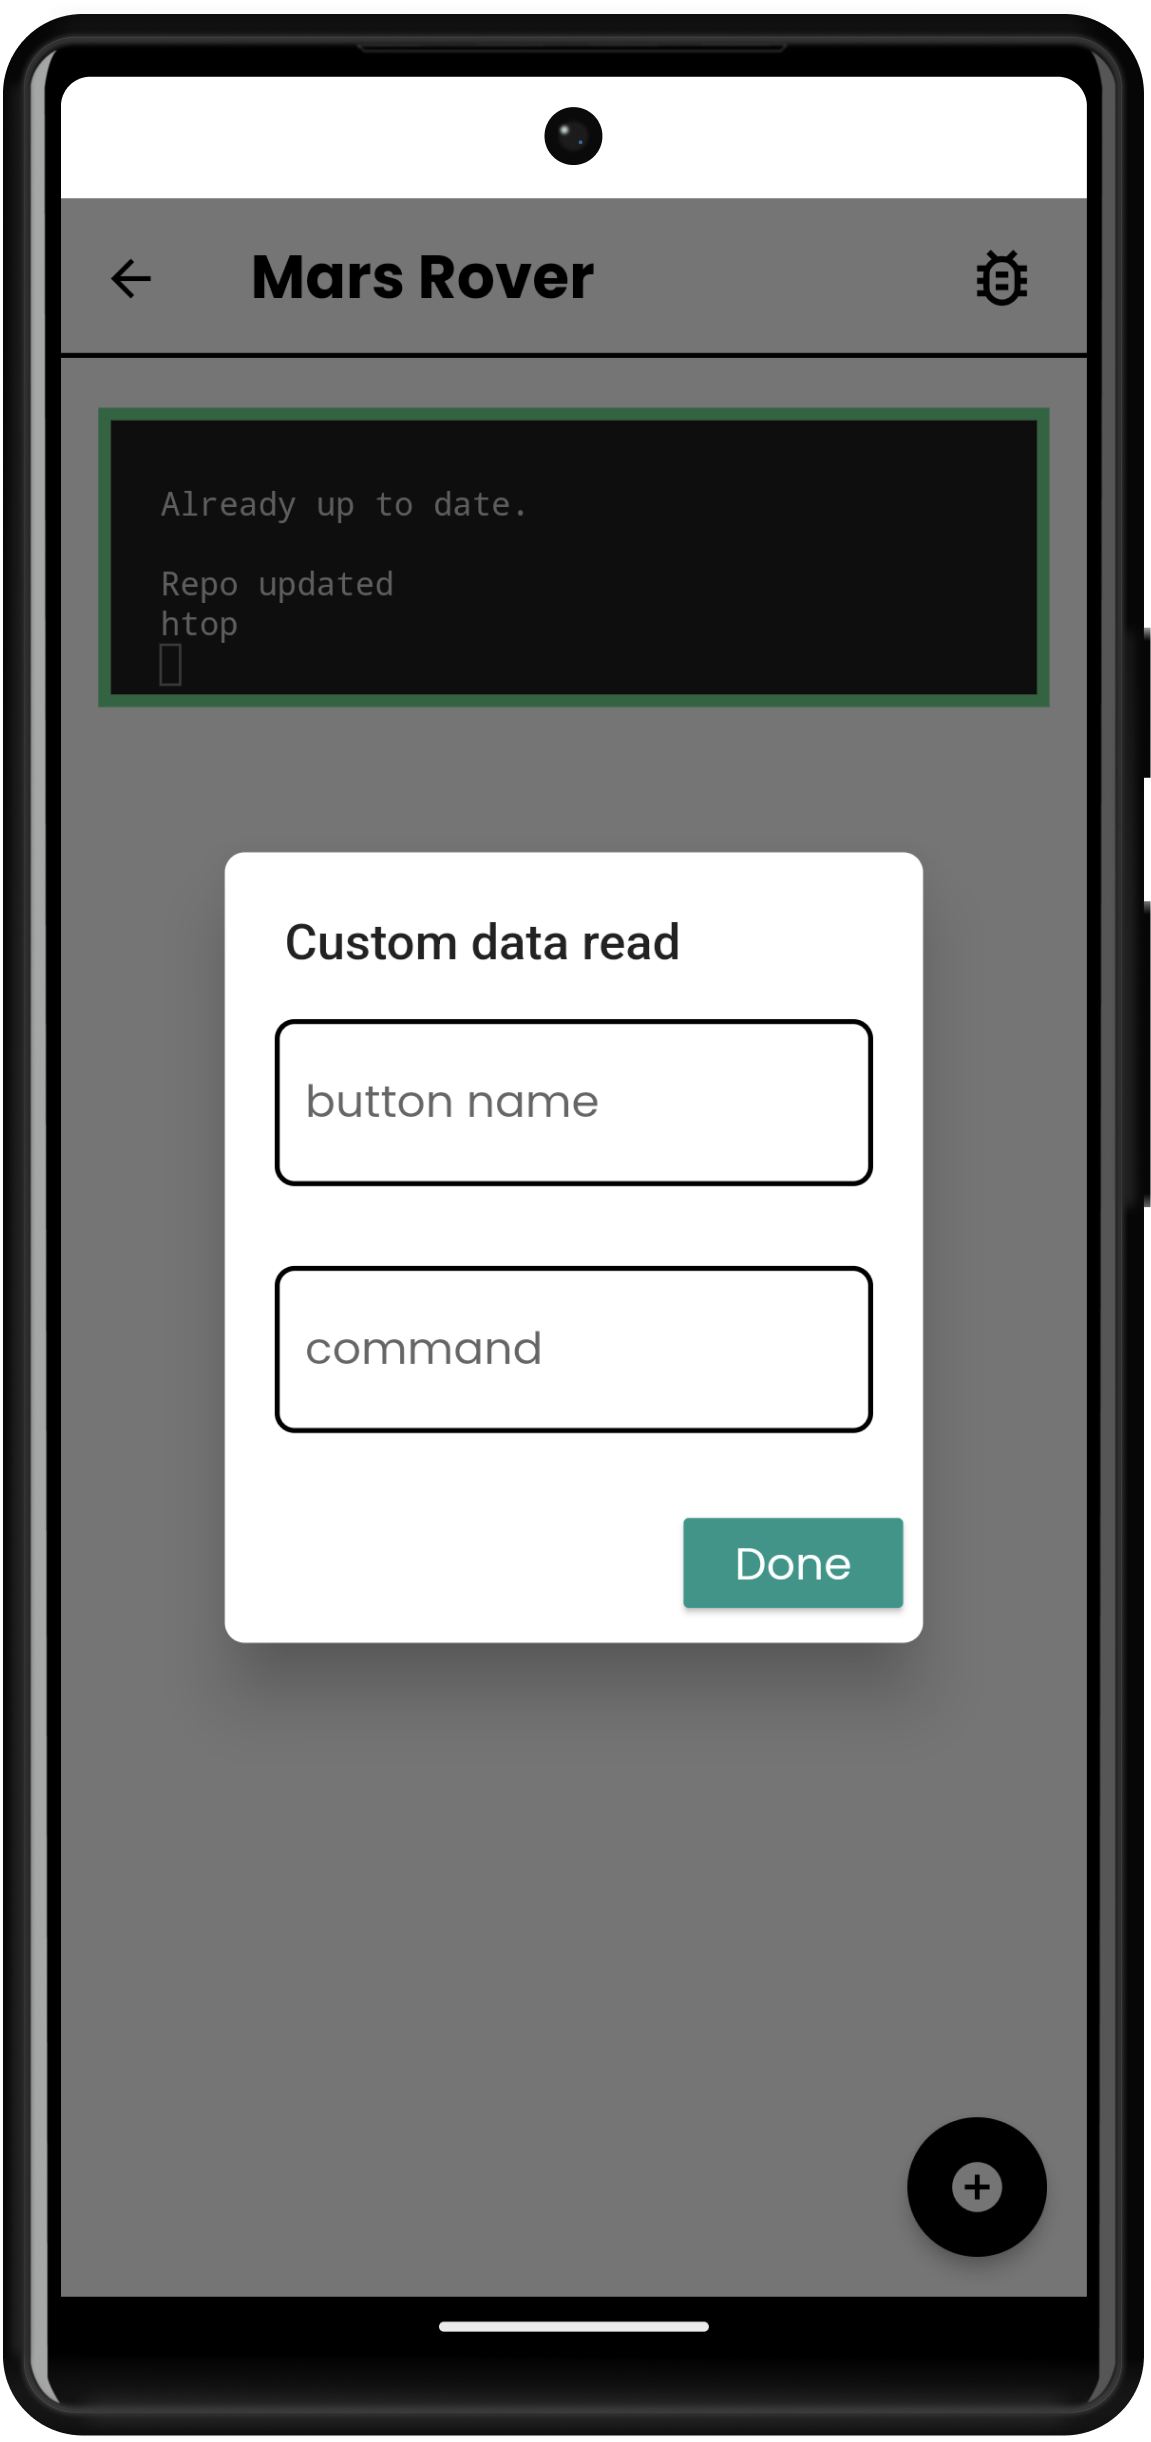 Mars Rover
Already up to date.
Repo updated
htop
Custom data read
button name
command
Done